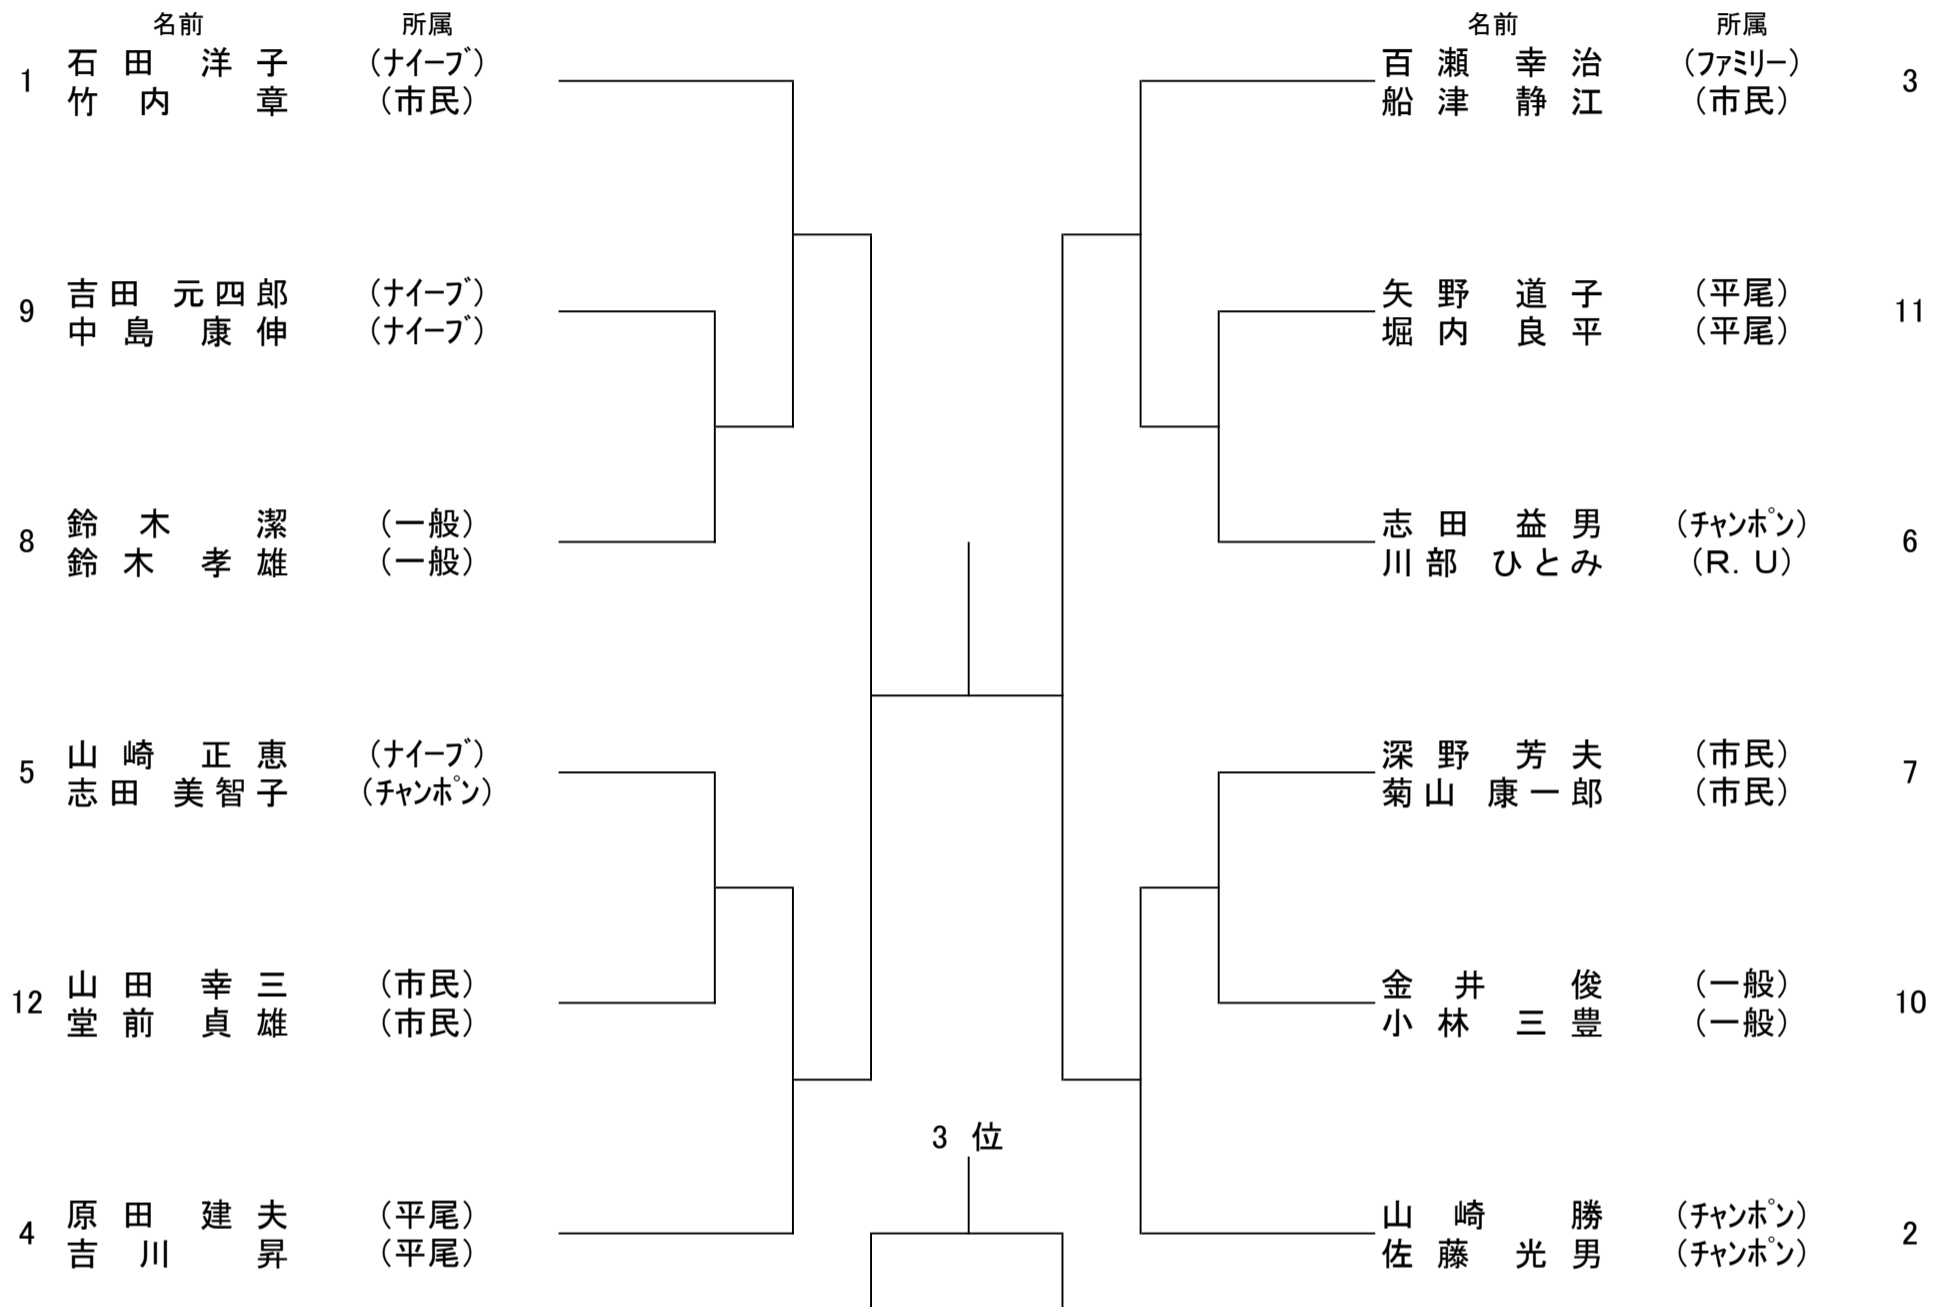 名前 所属 名前 所属
石田 洋子 (ナイーブ) 百瀬 幸治 (ファミリー)
1 3
竹内 章 (市民) 船津 静江 (市民)
吉田 元四郎 (ナイーブ) 矢野 道子 (平尾)
9 11
中島 康伸 (ナイーブ) 堀内 良平 (平尾)
鈴木 潔 (一般) 志田 益男 (チャンポン)
8 6
鈴木 孝雄 (一般) 川部 ひとみ (R.U)
山崎 正恵 (ナイーブ) 深野 芳夫 (市民)
5 7
志田 美智子 (チャンポン) 菊山 康一郎 (市民)
山田 幸三 (市民) 金井 俊 (一般)
12 10
堂前 貞雄 (市民) 小林 三豊 (一般)
3 位
原田 建夫 (平尾) 山崎 勝 (チャンポン)
4 2
吉川 昇 (平尾) 佐藤 光男 (チャンポン)